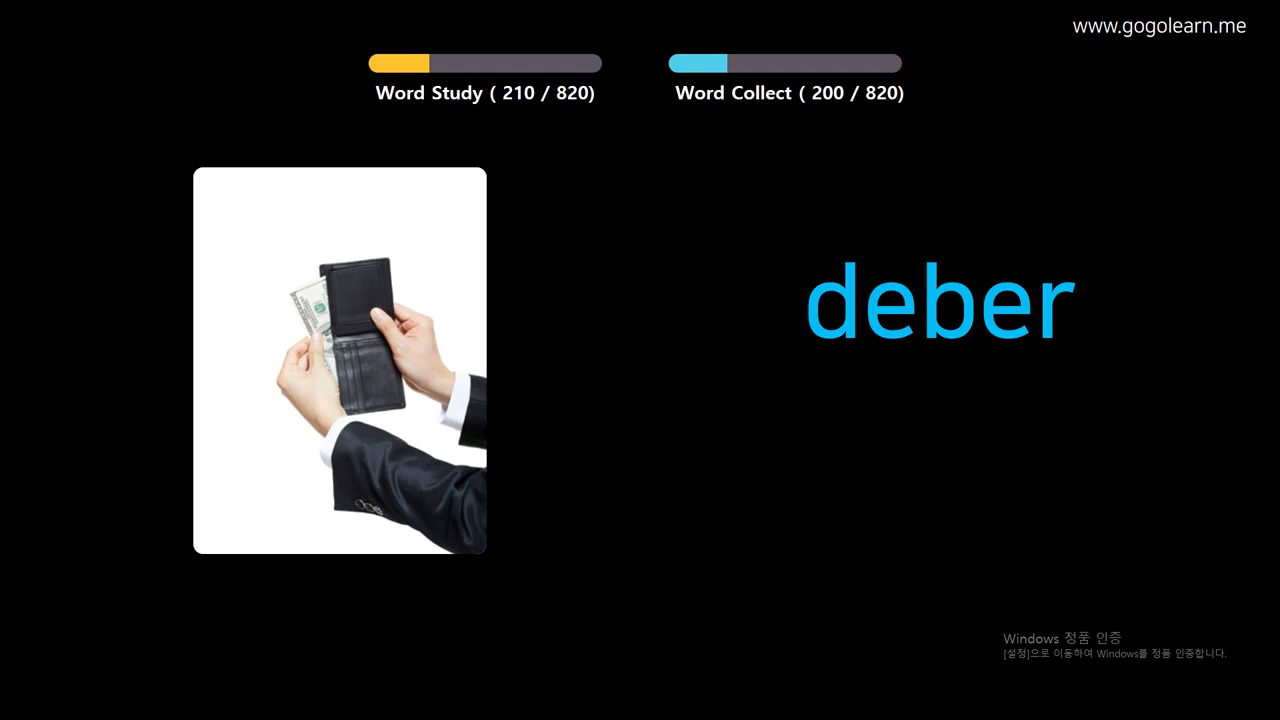 www.gogolearn.me
Word Study ( 210 / 820)
Word Collect ( 200 / 820)
deber
Windows 정품 인증
[설정]으로 이동하여 Windows를 정품 인증합니다.